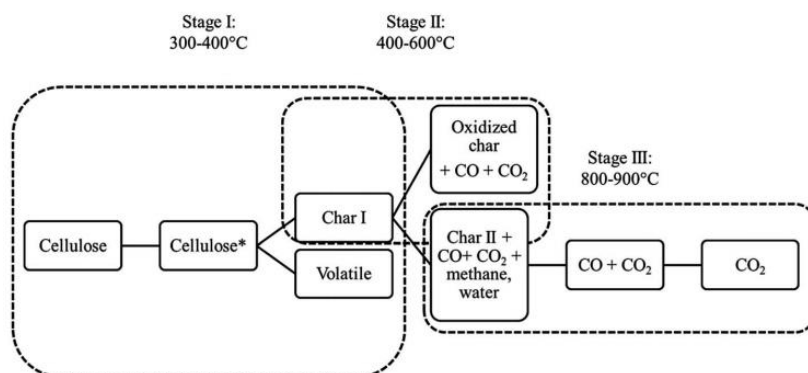 Stage I:
300-400°C
Stage II:
400-600°C
Stage III:
800-900°C
Cellulose
Cellulose*
Char I
Volatile
Oxidized
char
+ CO + CO₂
Char II +
CO+ CO₂ +
methane,
water
CO + CO₂
CO₂